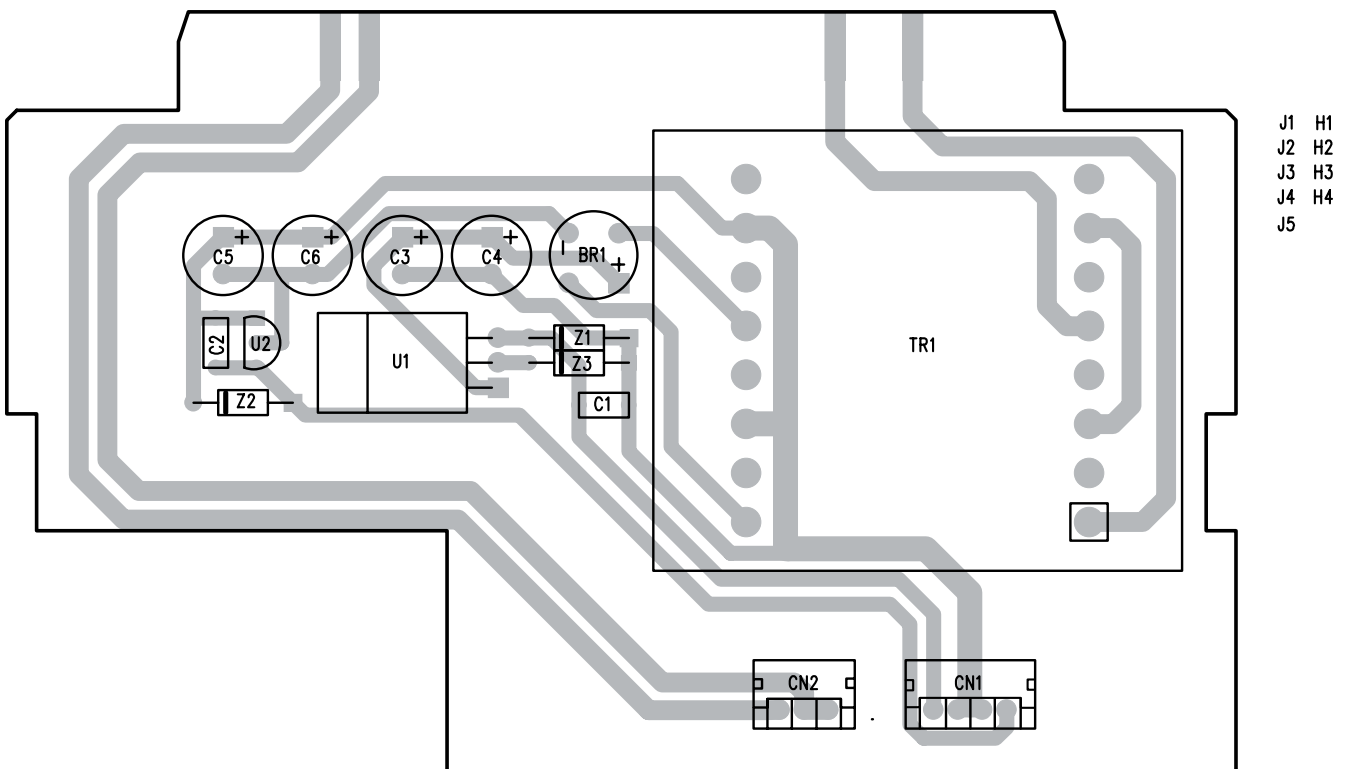 J1 H1
J2 H2
J3 H3
J4 H4
J5
C5 + C6 + C3 + C4 + - BR1 +
C2 U2 U1 Z1 TR1
Z3
Z2 C1
CN2 CN1